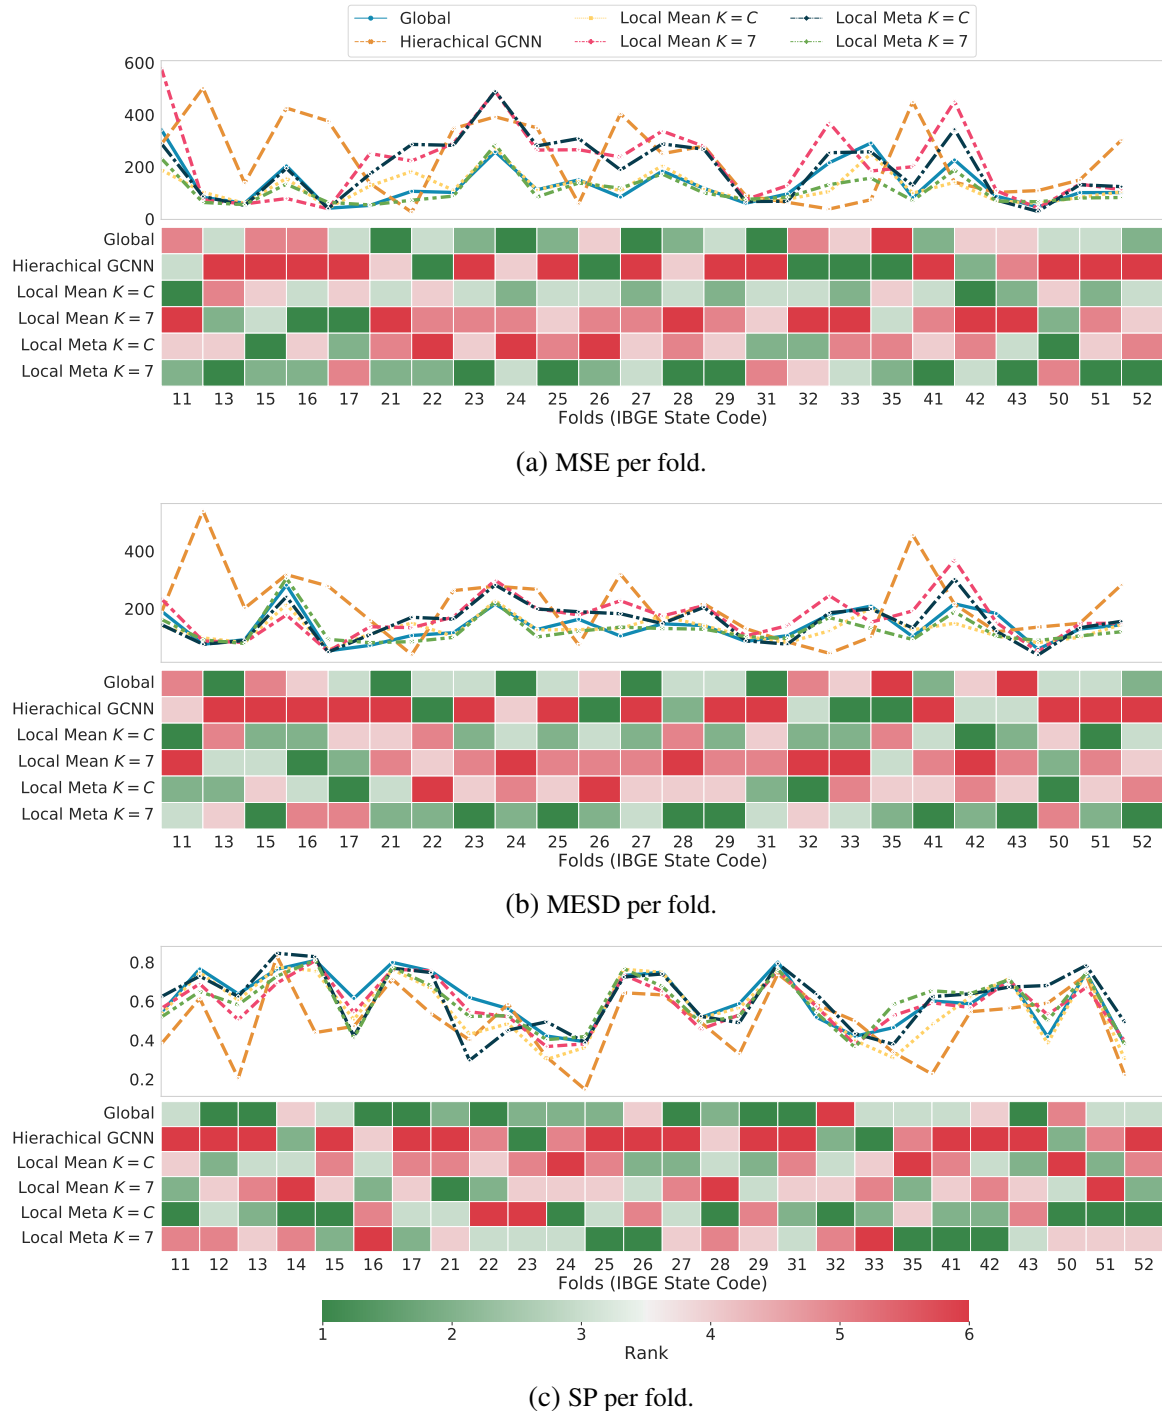 Global
Hierachical GCNN
Local Mean K = C
Local Mean K = 7
Local Meta K = C
Local Meta K = 7
600
400
200
0
Global
Hierachical GCNN
Local Mean K = C
Local Mean K = 7
Local Meta K = C
Local Meta K = 7
11 13 15 16 17 21 22 23 24 25 26 27 28 29 31 32 33 35 41 42 43 50 51 52
Folds (IBGE State Code)
(a) MSE per fold.
400
200
Global
Hierachical GCNN
Local Mean K = C
Local Mean K = 7
Local Meta K = C
Local Meta K = 7
11 13 15 16 17 21 22 23 24 25 26 27 28 29 31 32 33 35 41 42 43 50 51 52
Folds (IBGE State Code)
(b) MESD per fold.
0.8
0.6
0.4
0.2
Global
Hierachical GCNN
Local Mean K = C
Local Mean K = 7
Local Meta K = C
Local Meta K = 7
11 12 13 14 15 16 17 21 22 23 24 25 26 27 28 29 31 32 33 35 41 42 43 50 51 52
Folds (IBGE State Code)
1 2 3 4 5 6
Rank
(c) SP per fold.